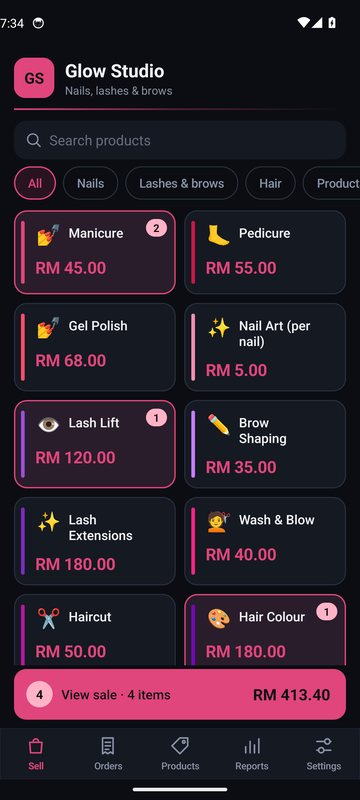 7:34
GS
Glow Studio
Nails, lashes & brows
Search products
All
Nails
Lashes & brows
Hair
Product
Manicure
2
RM 45.00
Pedicure
RM 55.00
Gel Polish
RM 68.00
Nail Art (per
nail)
RM 5.00
Lash Lift
1
RM 120.00
Brow
Shaping
RM 35.00
Lash
Extensions
RM 180.00
Wash & Blow
RM 40.00
Haircut
RM 50.00
Hair Colour
1
RM 180.00
4
View sale · 4 items
RM 413.40
Sell
Orders
Products
Reports
Settings